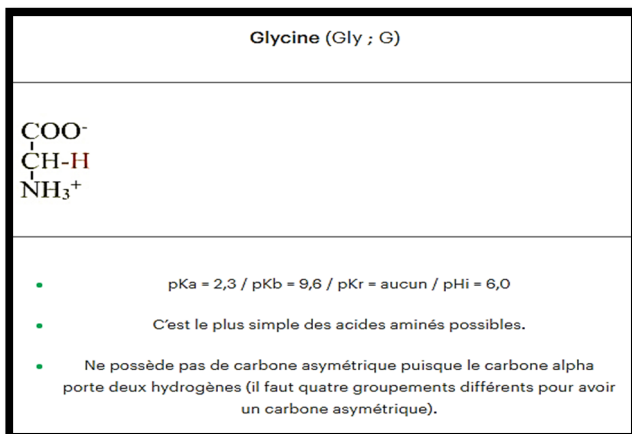 Glycine (Gly ; G)
COO-
CH-H
NH₃⁺
pKa = 2,3 / pKb = 9,6 / pKr = aucun / pHi = 6,0
C’est le plus simple des acides aminés possibles.
Ne possède pas de carbone asymétrique puisque le carbone alpha
porte deux hydrogènes (il faut quatre groupements différents pour avoir
un carbone asymétrique).